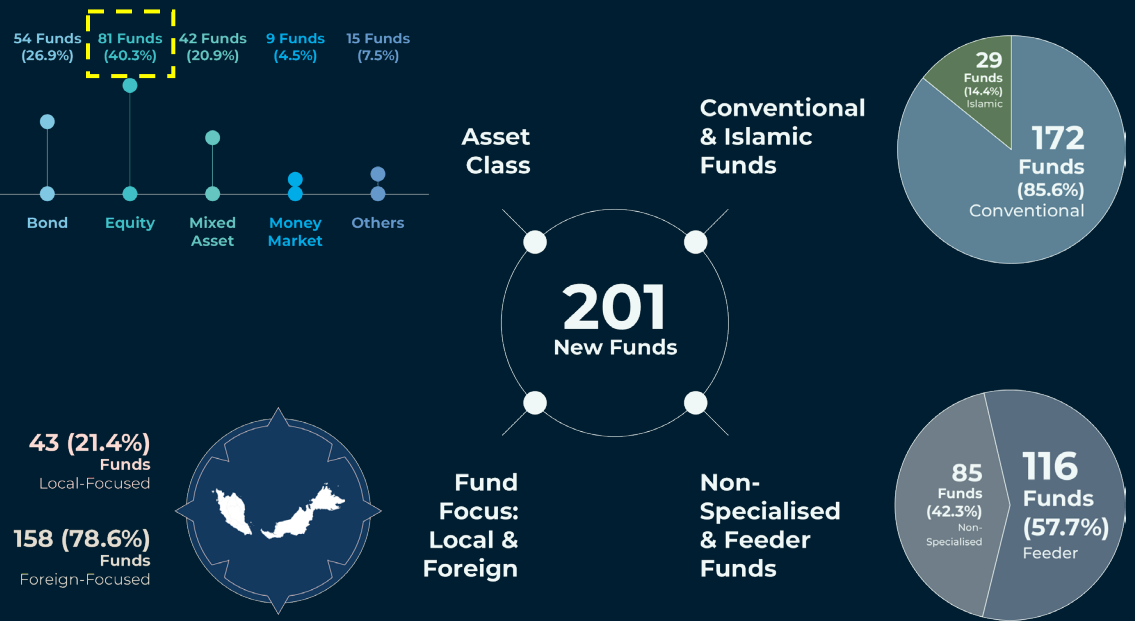 54 Funds
(26.9%)
81 Funds
(40.3%)
42 Funds
(20.9%)
9 Funds
(4.5%)
15 Funds
(7.5%)
Bond
Equity
Mixed
Asset
Money
Market
Others
Asset
Class
Conventional
& Islamic
Funds
29
Funds
(14.4%)
Islamic
172
Funds
(85.6%)
Conventional
201
New Funds
43 (21.4%)
Funds
Local-Focused
158 (78.6%)
Funds
Foreign-Focused
Fund
Focus:
Local &
Foreign
Non-
Specialised
& Feeder
Funds
85
Funds
(42.3%)
Non-
Specialised
116
Funds
(57.7%)
Feeder